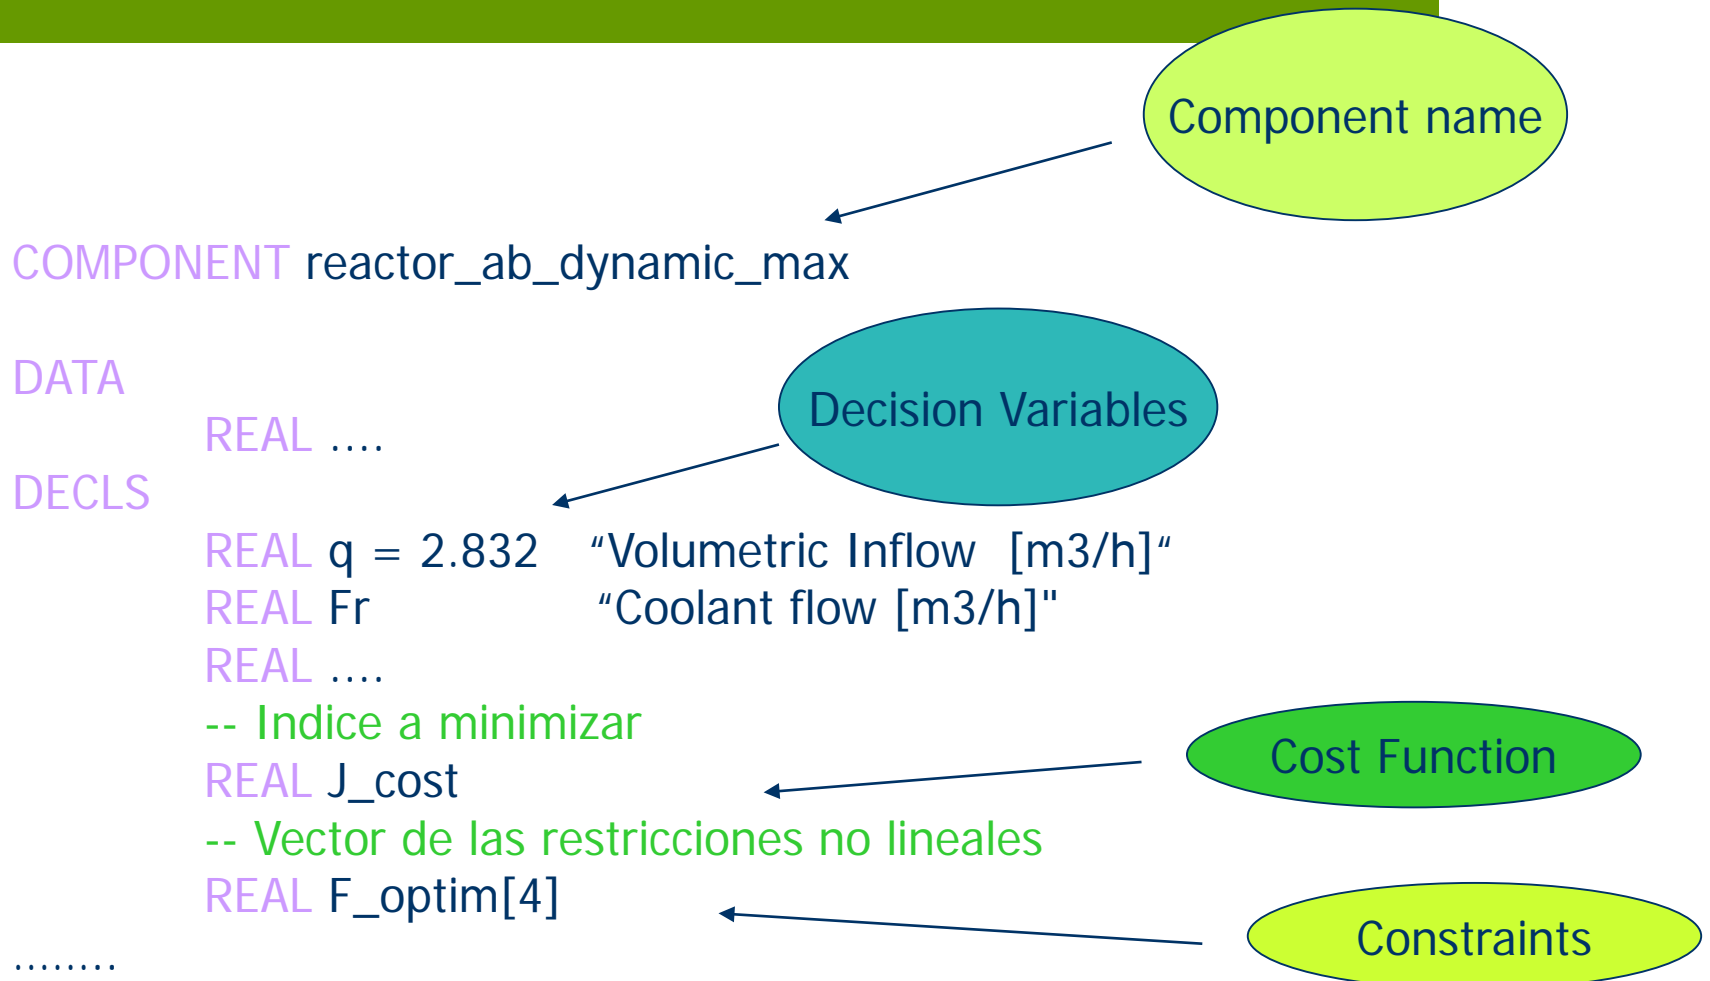 Component name
COMPONENT reactor_ab_dynamic_max
DATA
Decision Variables
REAL ....
DECLS
REAL q = 2.832 “Volumetric Inflow [m3/h]“
REAL Fr “Coolant flow [m3/h]"
REAL ....
-- Indice a minimizar
Cost Function
REAL J_cost
-- Vector de las restricciones no lineales
REAL F_optim[4]
Constraints
........